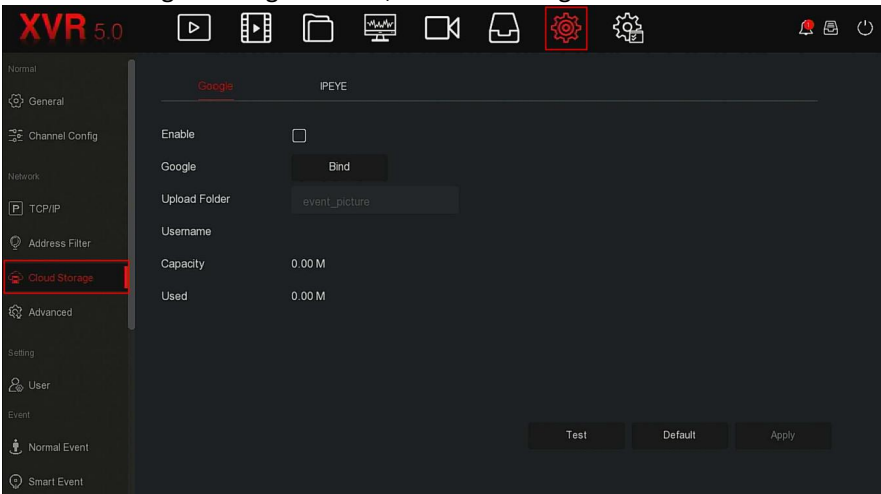 XVR 5.0
Normal
General
Channel Config
Network
P TCP/IP
Address Filter
Cloud Storage
Advanced
Setting
User
Event
Normal Event
Smart Event
Google IPEYE
Enable
Google Bind
Upload Folder event_picture
Username
Capacity 0.00 M
Used 0.00 M
Test Default Apply